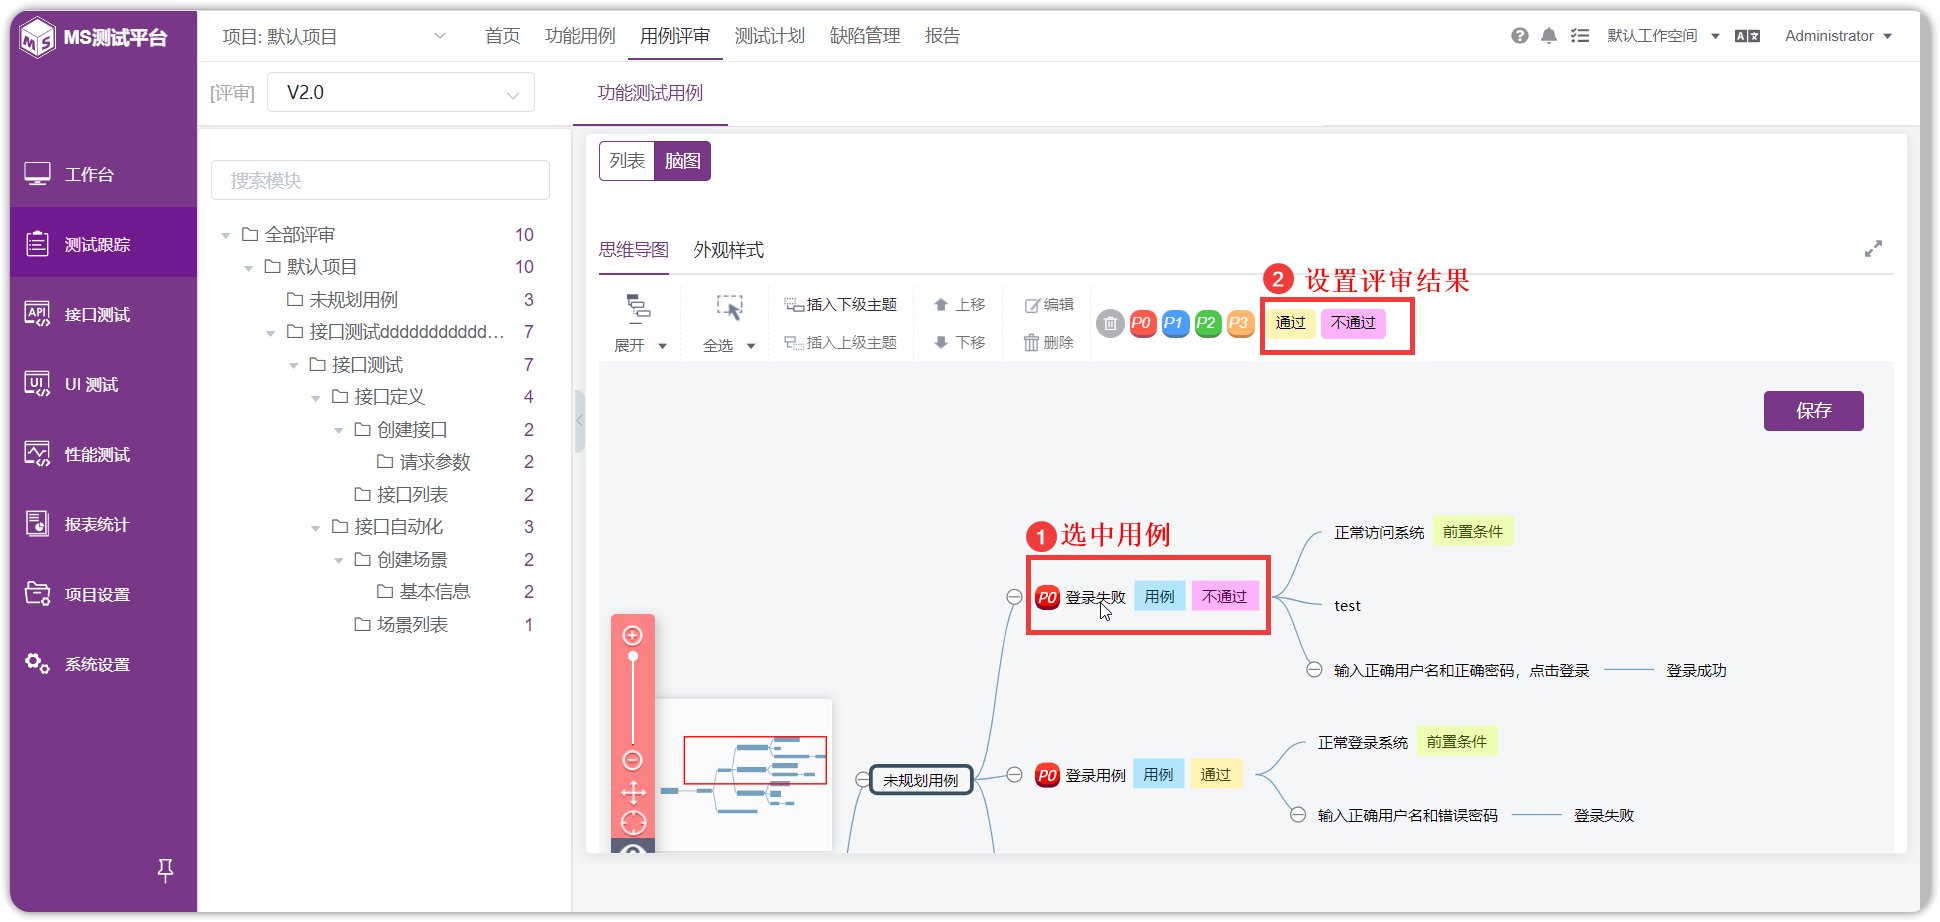 MS测试平台
项目: 默认项目
首页
功能用例
用例评审
测试计划
缺陷管理
报告
默认工作空间
Administrator
[评审]
V2.0
功能测试用例
工作台
测试跟踪
接口测试
UI 测试
性能测试
报表统计
项目设置
系统设置
搜索模块
全部评审 10
默认项目 10
未规划用例 3
接口测试ddddddddddd... 7
接口测试 7
接口定义 4
创建接口 2
请求参数 2
接口列表 2
接口自动化 3
创建场景 2
基本信息 2
场景列表 1
列表
脑图
思维导图
外观样式
展开
全选
插入下级主题
插入上级主题
上移
下移
编辑
删除
P0
P1
P2
P3
2 设置评审结果
通过
不通过
保存
1 选中用例
P0 登录失败 用例 不通过
正常访问系统 前置条件
test
输入正确用户名和正确密码，点击登录
登录成功
未规划用例
P0 登录用例 用例 通过
正常登录系统 前置条件
输入正确用户名和错误密码
登录失败